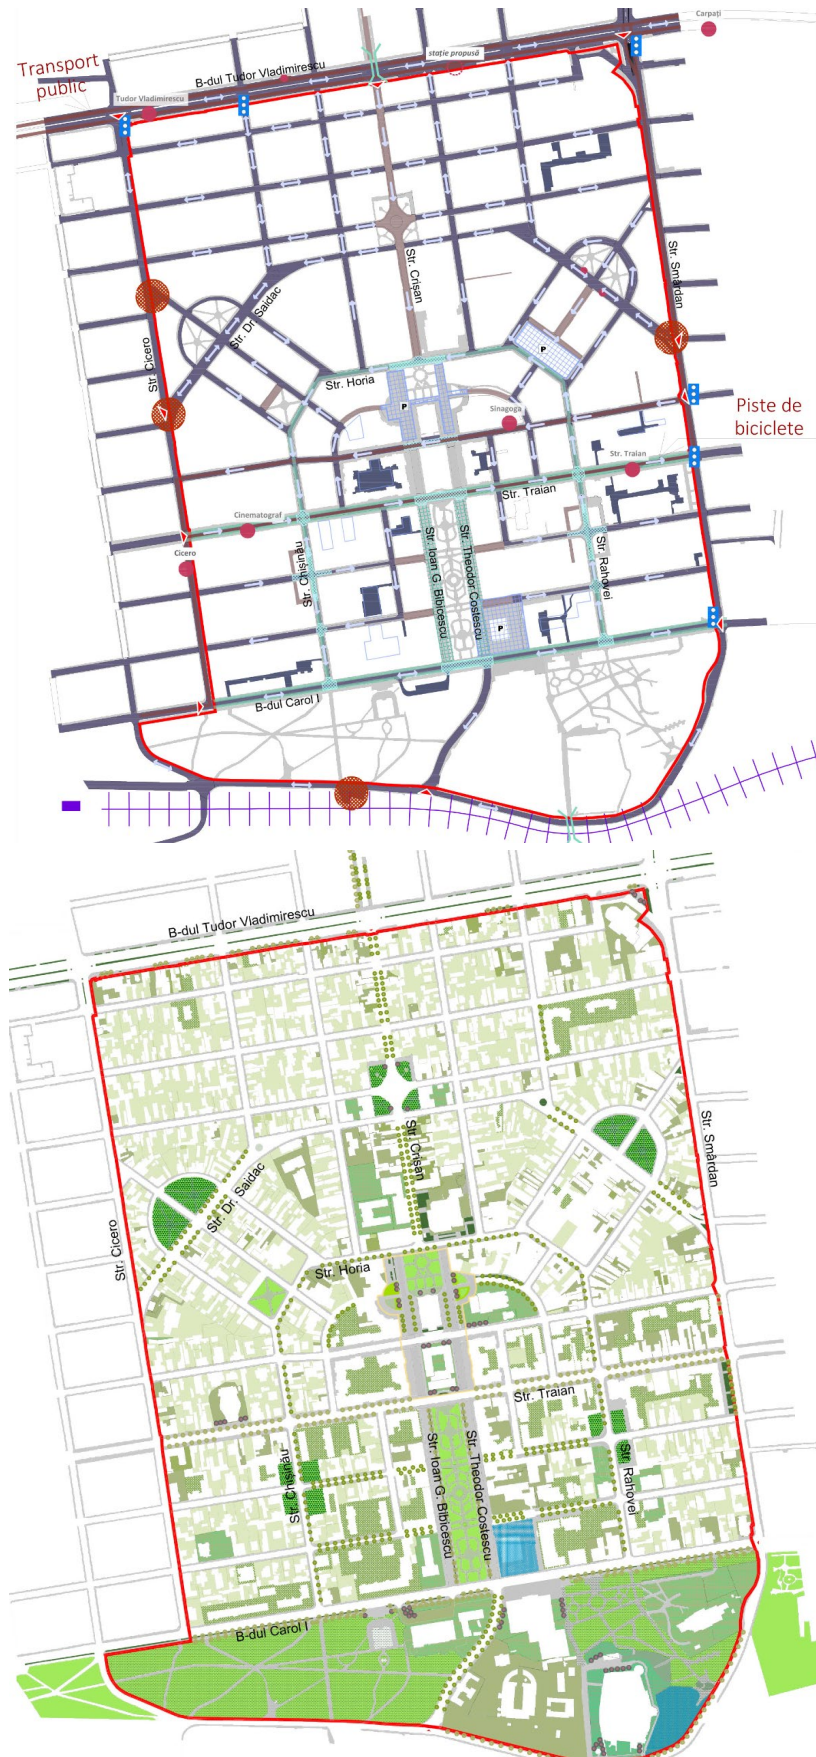 Carpați
stație propusă
Transport
public
B-dul Tudor Vladimirescu
Tudor Vladimirescu
Str. Crișan
Str. Smârdan
Str. Dr. Saidac
Str. Cicero
P
Str. Horia
P
Sinagoga
Piste de
biciclete
Str. Traian
Str. Traian
Cinematograf
Cicero
Str. Chișinău
Str. Ioan G. Bibicescu
Str. Theodor Costescu
Str. Rahovei
P
B-dul Carol I
B-dul Tudor Vladimirescu
Str. Crișan
Str. Smârdan
Str. Dr. Saidac
Str. Cicero
Str. Horia
Str. Traian
Str. Chișinău
Str. Ioan G. Bibicescu
Str. Theodor Costescu
Str. Rahovei
B-dul Carol I